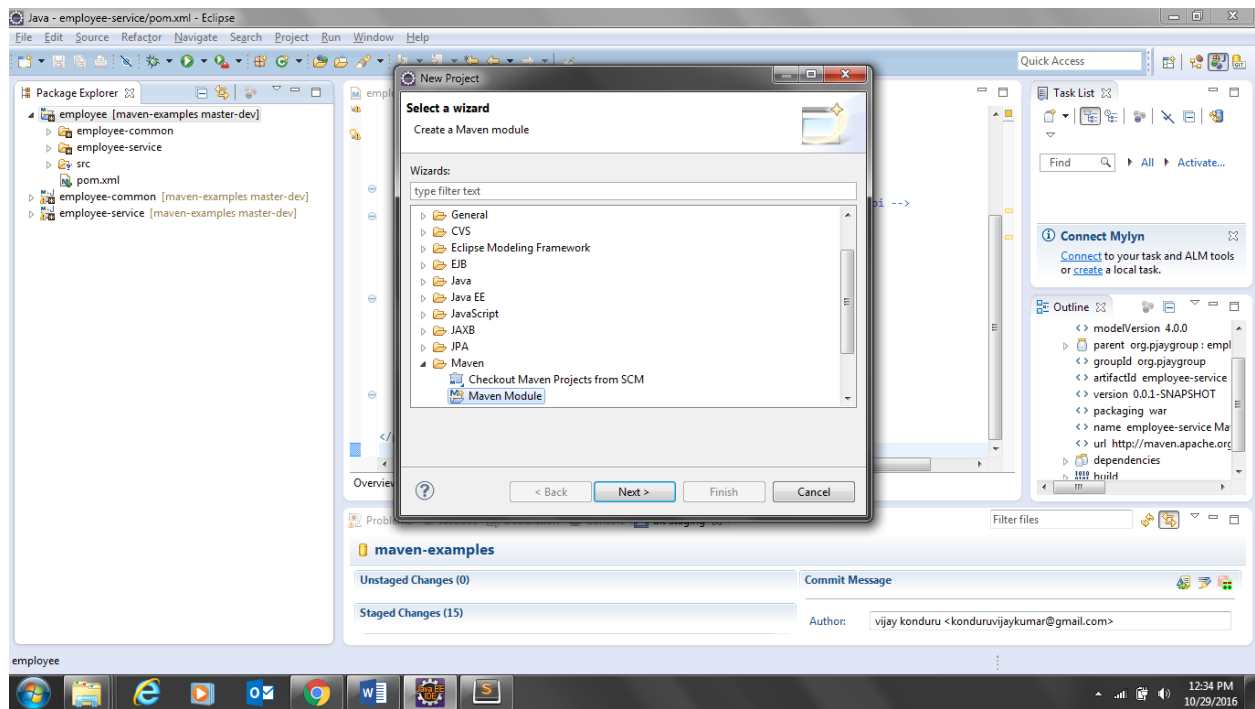 Java - employee-service/pom.xml - Eclipse
File Edit Source Refactor Navigate Search Project Run Window Help
Quick Access
Package Explorer
employee [maven-examples master-dev]
employee-common
employee-service
src
pom.xml
employee-common [maven-examples master-dev]
employee-service [maven-examples master-dev]
empl
pi -->
</
Overview
New Project
Select a wizard
Create a Maven module
Wizards:
type filter text
General
CVS
Eclipse Modeling Framework
EJB
Java
Java EE
JavaScript
JAXB
JPA
Maven
Checkout Maven Projects from SCM
Maven Module
< Back
Next >
Finish
Cancel
Task List
Find
All
Activate...
Connect Mylyn
Connect to your task and ALM tools
or create a local task.
Outline
modelVersion 4.0.0
parent org.pjaygroup : empl
groupId org.pjaygroup
artifactId employee-service
version 0.0.1-SNAPSHOT
packaging war
name employee-service Ma
url http://maven.apache.org
dependencies
build
Probl
Filter files
maven-examples
Unstaged Changes (0)
Staged Changes (15)
Commit Message
Author: vijay konduru <konduruvijaykumar@gmail.com>
employee
12:34 PM
10/29/2016